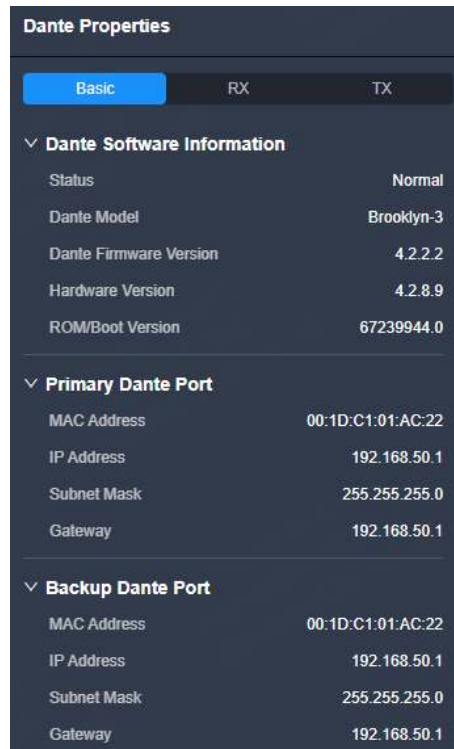 Dante Properties
Basic RX TX
Dante Software Information
Status Normal
Dante Model Brooklyn-3
Dante Firmware Version 4.2.2.2
Hardware Version 4.2.8.9
ROM/Boot Version 67239944.0
Primary Dante Port
MAC Address 00:1D:C1:01:AC:22
IP Address 192.168.50.1
Subnet Mask 255.255.255.0
Gateway 192.168.50.1
Backup Dante Port
MAC Address 00:1D:C1:01:AC:22
IP Address 192.168.50.1
Subnet Mask 255.255.255.0
Gateway 192.168.50.1